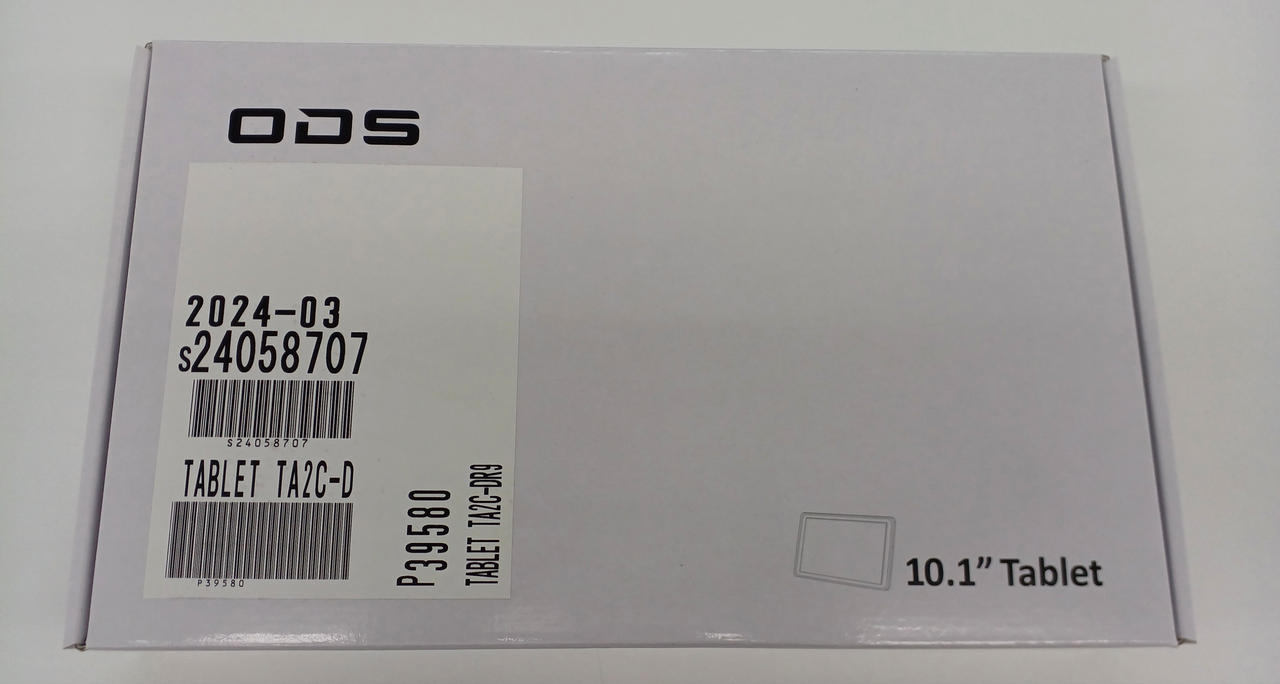 ODS
2024-03
S24058707
S24058707
TABLET TA2C-D
P39580
P39580
TABLET TA2C-DR9
10.1” Tablet